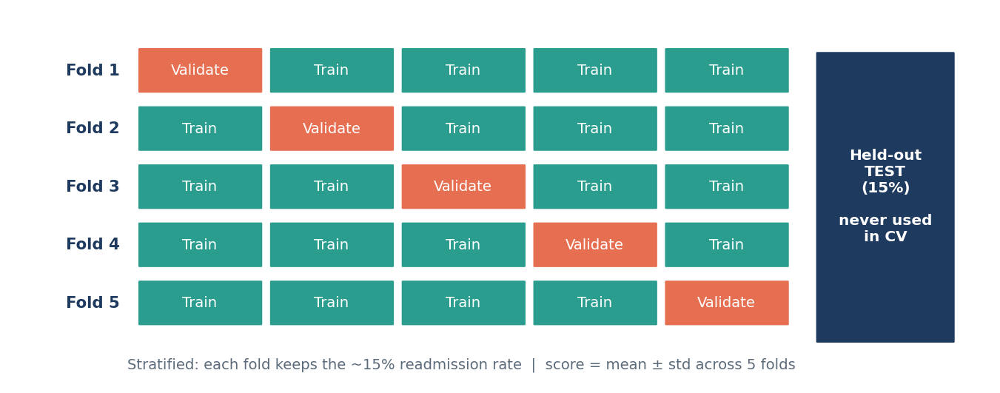 Fold 1 Validate Train Train Train Train
Fold 2 Train Validate Train Train Train
Fold 3 Train Train Validate Train Train
Fold 4 Train Train Train Validate Train
Fold 5 Train Train Train Train Validate
Held-out
TEST
(15%)
never used
in CV
Stratified: each fold keeps the ~15% readmission rate | score = mean ± std across 5 folds